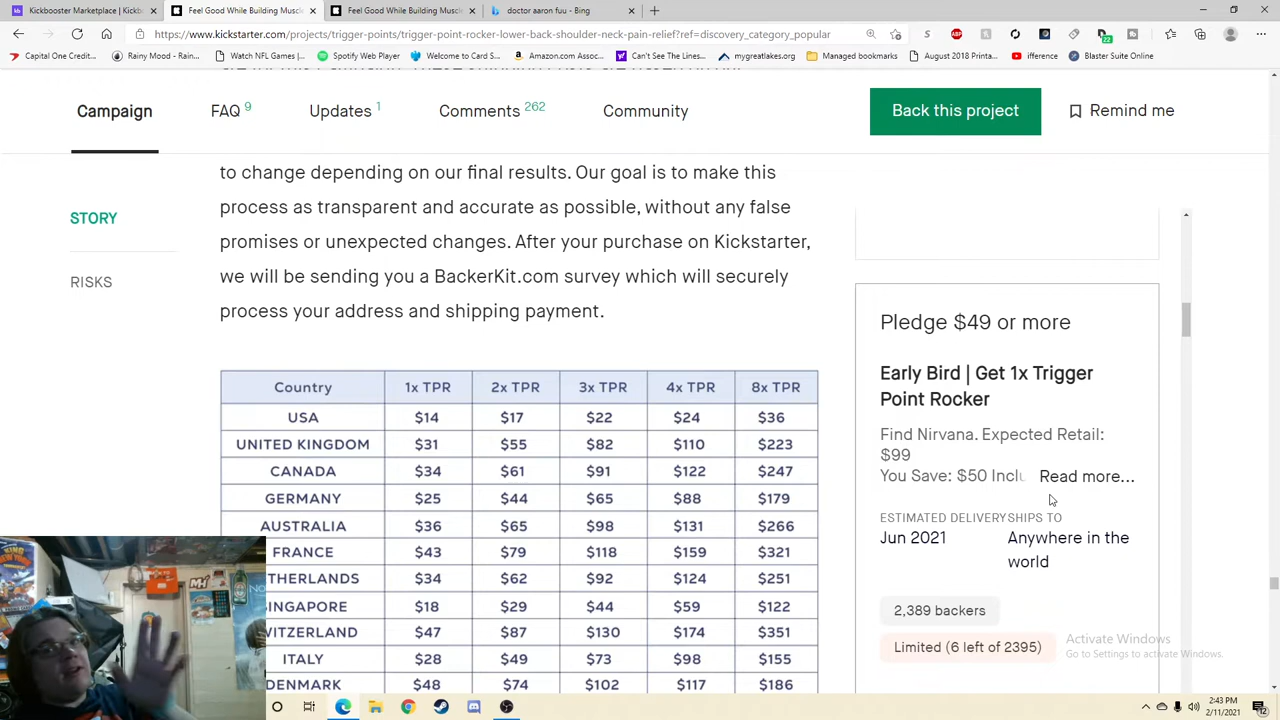 Kickbooster Marketplace | Kickb
Feel Good While Building Muscl
Feel Good While Building Muscl
doctor aaron fuu - Bing
https://www.kickstarter.com/projects/trigger-points/trigger-point-rocker-lower-back-shoulder-neck-pain-relief?ref=discovery_category_popular
Capital One Credit...
Rainy Mood - Rain...
Watch NFL Games |...
Spotify Web Player
Welcome to Card S...
Amazon.com Assoc...
Can't See The Lines...
mygreatlakes.org
Managed bookmarks
August 2018 Printa...
ifference
Blaster Suite Online
Campaign
FAQ 9
Updates 1
Comments 262
Community
Back this project
Remind me
STORY
RISKS
to change depending on our final results. Our goal is to make this
process as transparent and accurate as possible, without any false
promises or unexpected changes. After your purchase on Kickstarter,
we will be sending you a BackerKit.com survey which will securely
process your address and shipping payment.
Country 1x TPR 2x TPR 3x TPR 4x TPR 8x TPR
USA $14 $17 $22 $24 $36
UNITED KINGDOM $31 $55 $82 $110 $223
CANADA $34 $61 $91 $122 $247
GERMANY $25 $44 $65 $88 $179
AUSTRALIA $36 $65 $98 $131 $266
FRANCE $43 $79 $118 $159 $321
THERLANDS $34 $62 $92 $124 $251
SINGAPORE $18 $29 $44 $59 $122
WITZERLAND $47 $87 $130 $174 $351
ITALY $28 $49 $73 $98 $155
DENMARK $48 $74 $102 $117 $186
Pledge $49 or more
Early Bird | Get 1x Trigger
Point Rocker
Find Nirvana. Expected Retail:
$99
You Save: $50 Inclu Read more...
ESTIMATED DELIVERY SHIPS TO
Jun 2021 Anywhere in the
world
2,389 backers
Limited (6 left of 2395)
Activate Windows
Go to Settings to activate Windows.
2:43 PM
2/11/2021